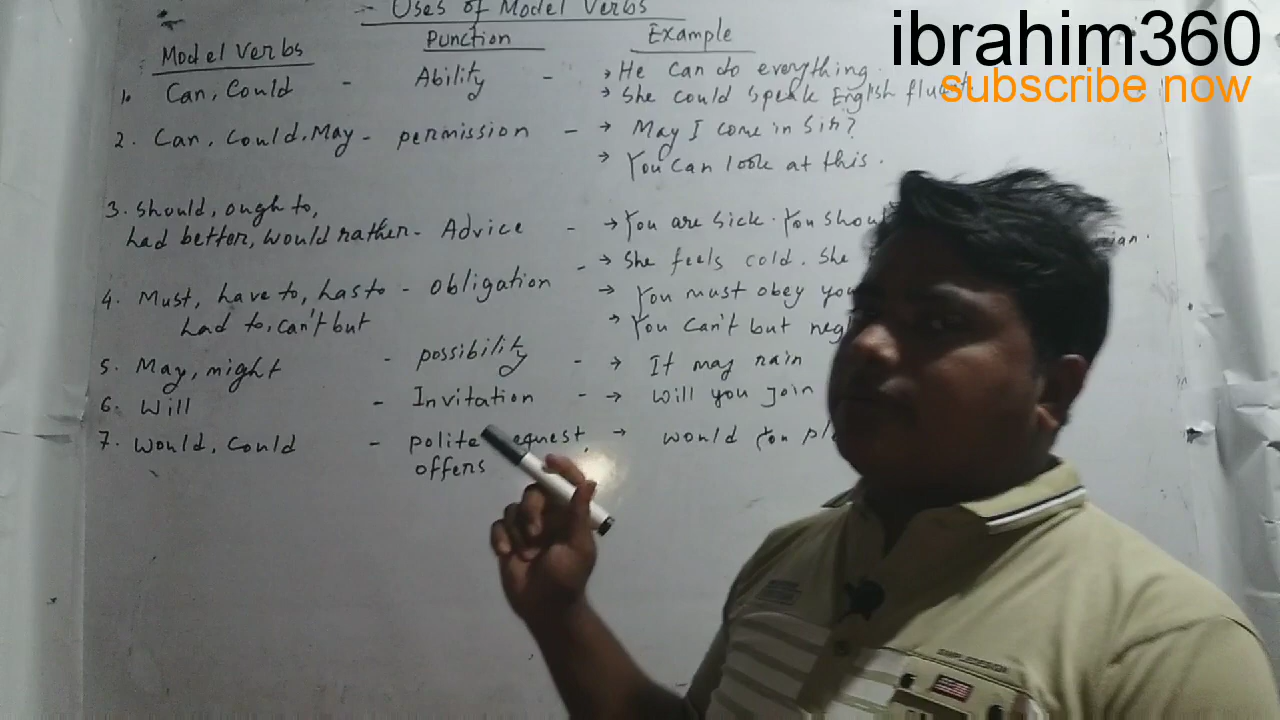 ibrahim360
subscribe now
Uses of Model Verbs
Model Verbs Punction Example
1. Can, Could - Ability - → He can do everything.
→ She could speak English
2. Can, Could, May - permission - → May I come in Sir?
→ You can look at this.
3. Should, ought to,
had better, would rather - Advice - → You are sick. You
- → She feels cold. She
4. Must, have to, has to - obligation → You must obey
had to, can't but → You can't but
5. May, might - possibility - → It may rain
6. Will - Invitation - → Will you join
7. Would, Could - polite → would you
offers